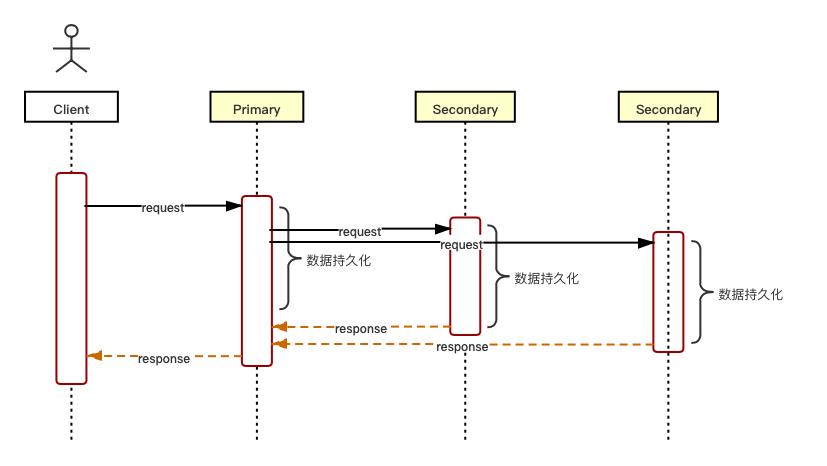 Client
Primary
Secondary
Secondary
request
request
request
数据持久化
数据持久化
数据持久化
response
response
response